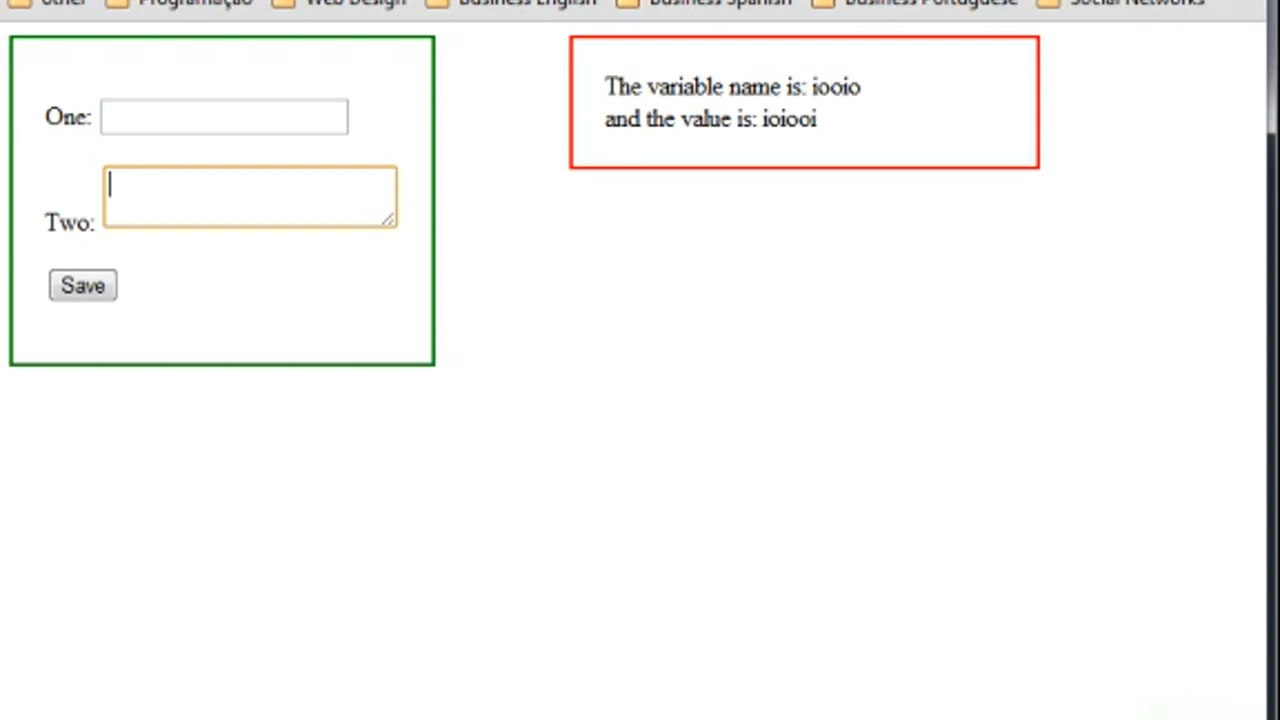 other Programação Web Design Business English Business Spanish Business Portuguese Social Networks
One:
Two:
Save
The variable name is: iooio
and the value is: ioiooi